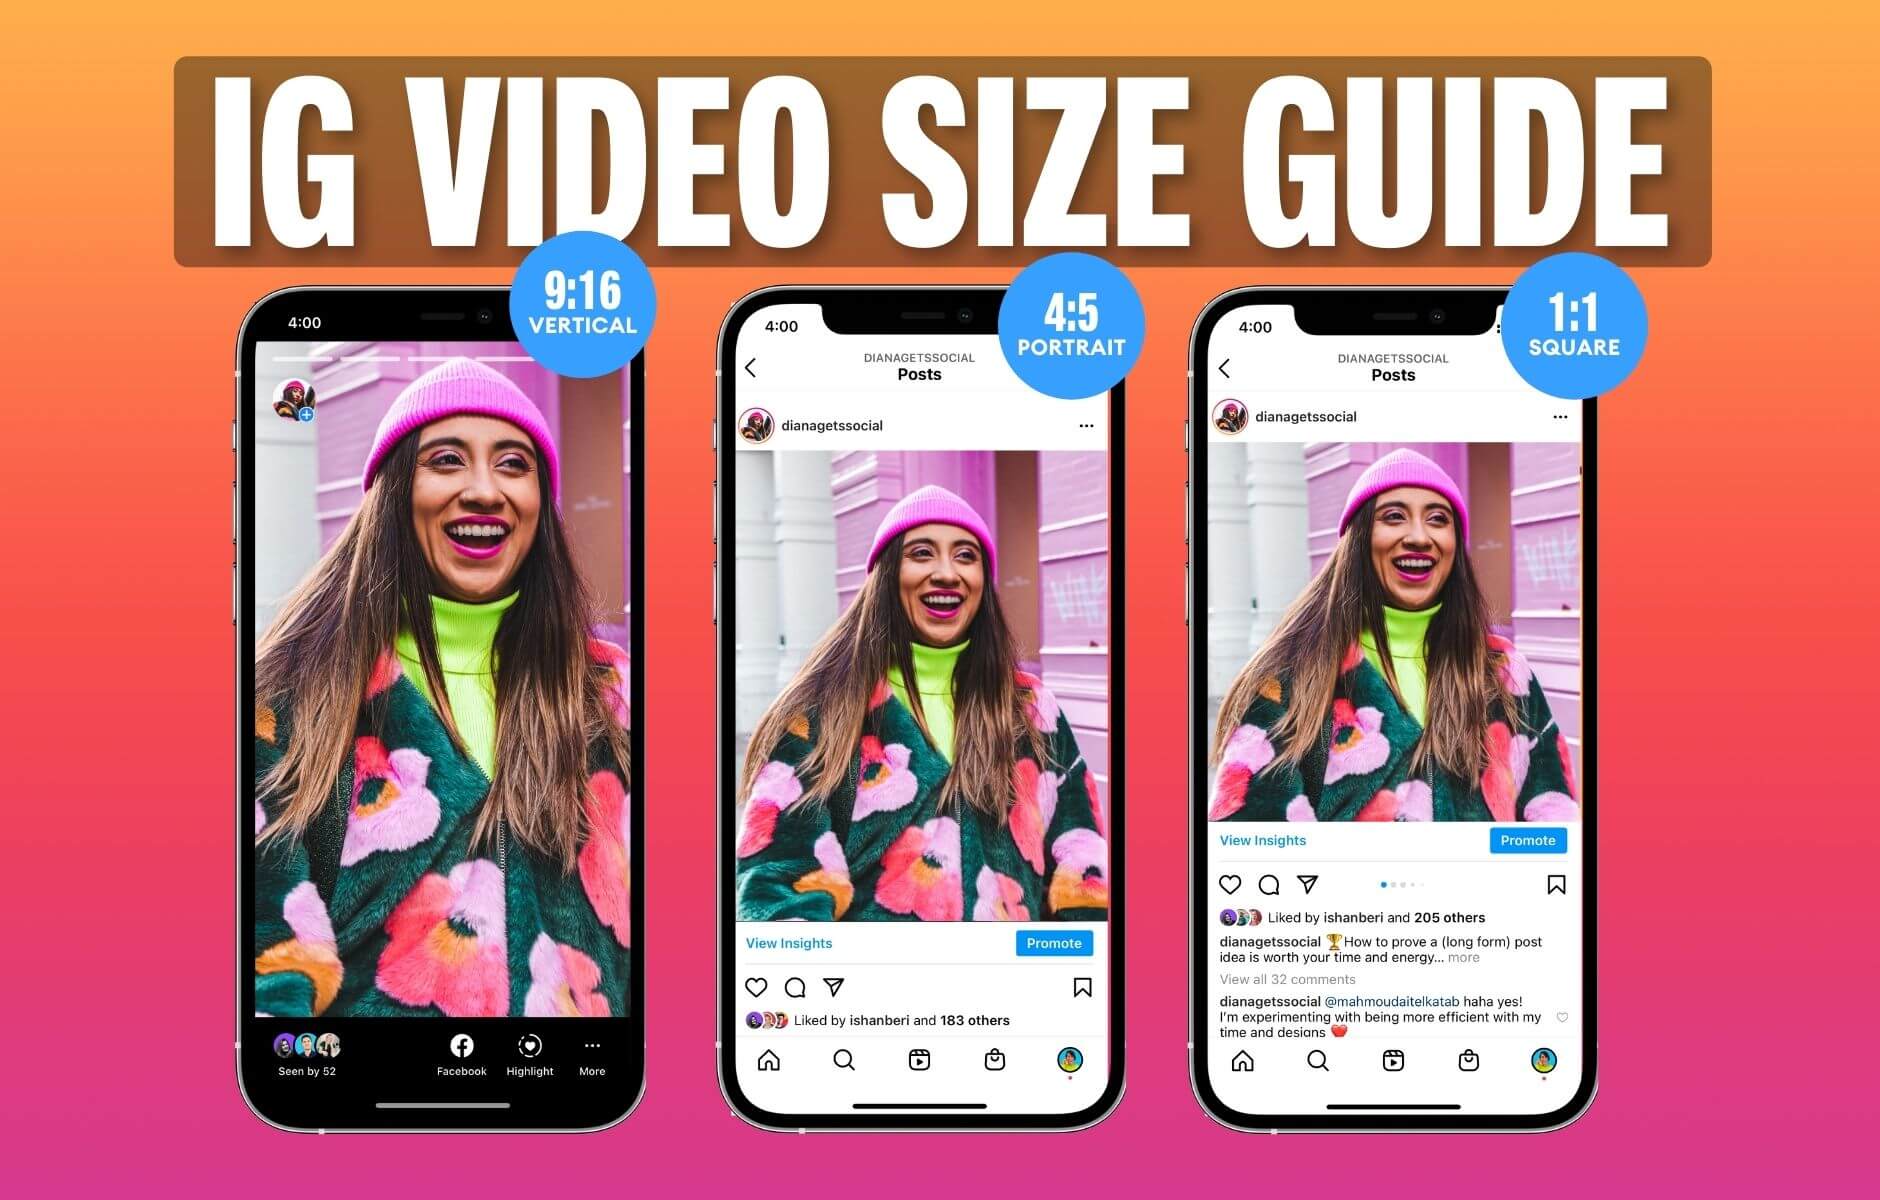 IG VIDEO SIZE GUIDE
9:16
VERTICAL
4:00
Seen by 52
Facebook
Highlight
More
4:5
PORTRAIT
4:00
DIANAGETSSOCIAL
Posts
dianagetssocial
View Insights
Promote
Liked by ishanberi and 183 others
1:1
SQUARE
4:00
DIANAGETSSOCIAL
Posts
dianagetssocial
View Insights
Promote
Liked by ishanberi and 205 others
dianagetssocial 🏆How to prove a (long form) post
idea is worth your time and energy... more
View all 32 comments
dianagetssocial @mahmoudaitelkatab haha yes!
I'm experimenting with being more efficient with my
time and designs ❤️